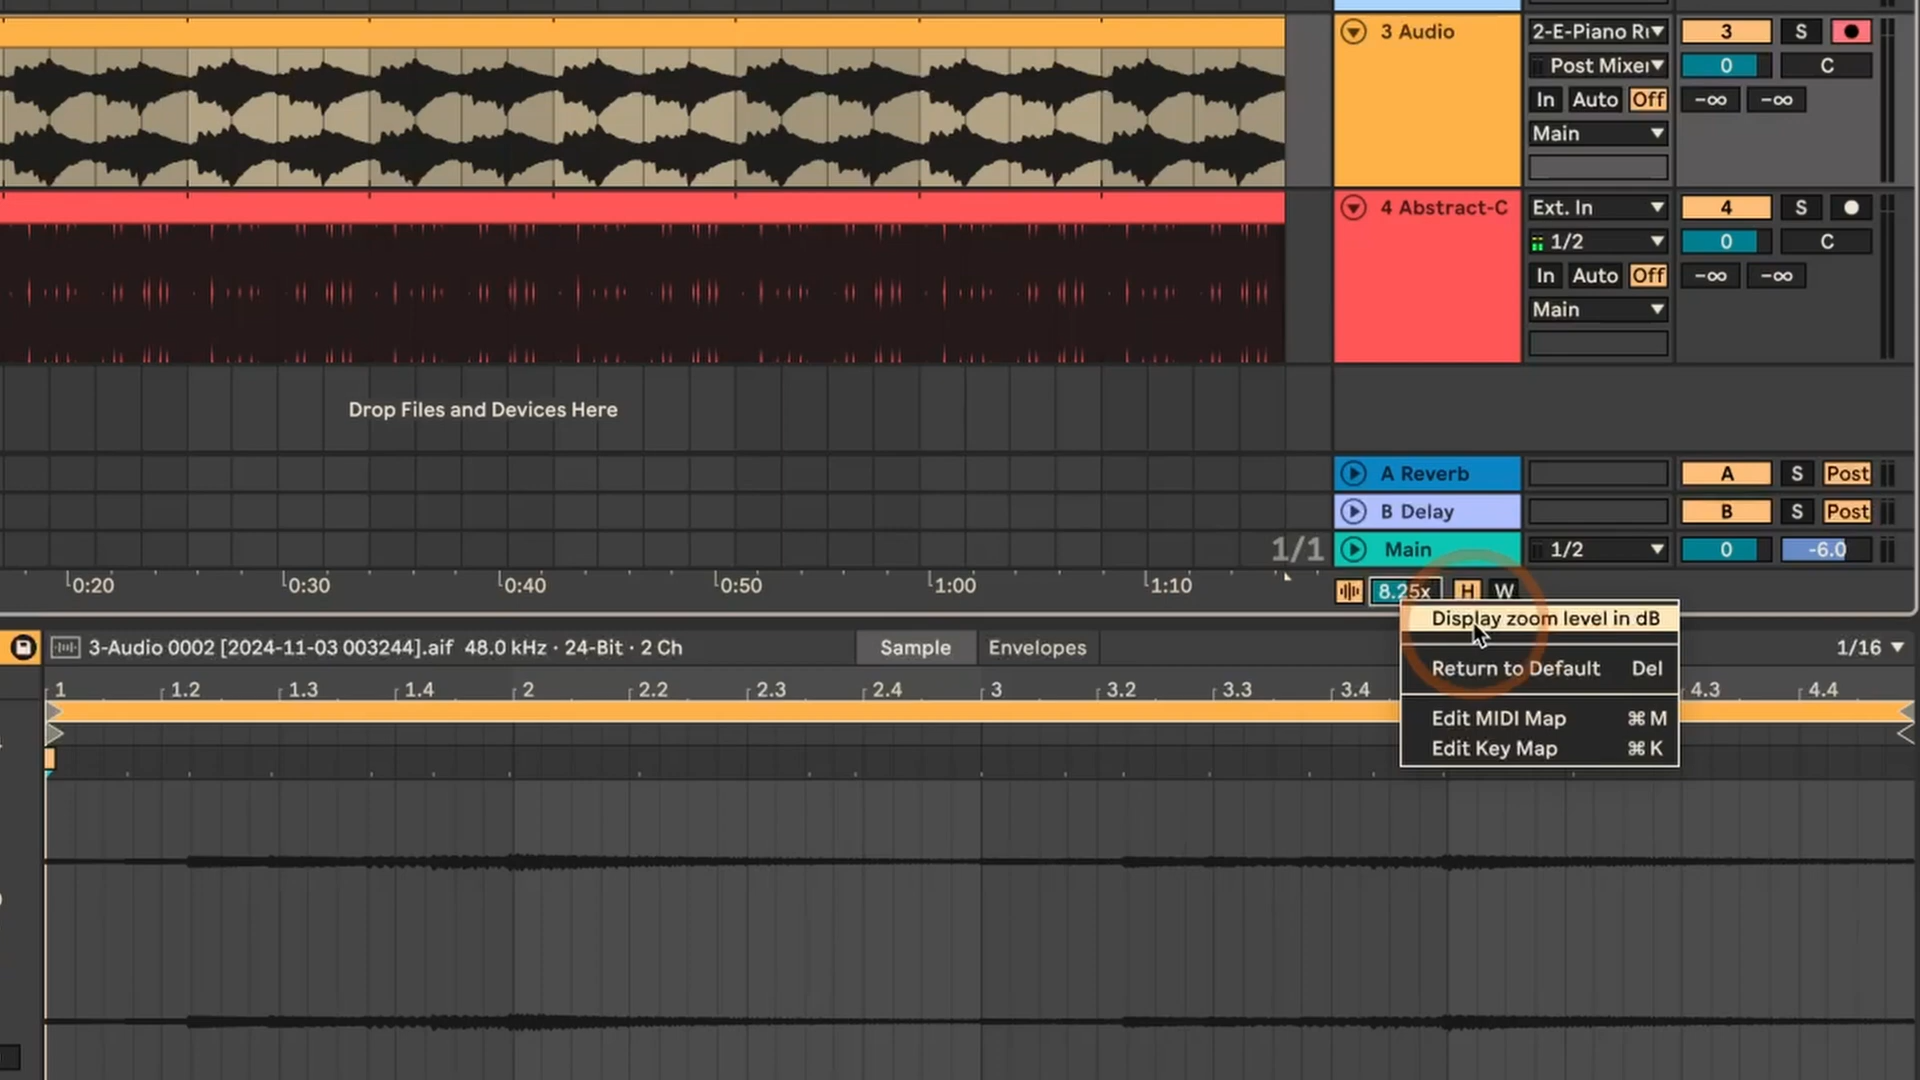 3 Audio
2-E-Piano Ri
3
S
Post Mixer
0
C
In
Auto
Off
-∞
-∞
Main
4 Abstract-C
Ext. In
4
S
1/2
0
C
In
Auto
Off
-∞
-∞
Main
Drop Files and Devices Here
A Reverb
A
S
Post
B Delay
B
S
Post
1/1
Main
1/2
0
-6.0
0:20
0:30
0:40
0:50
1:00
1:10
8.25x
H
W
Display zoom level in dB
Return to Default Del
Edit MIDI Map ⌘ M
Edit Key Map ⌘ K
3-Audio 0002 [2024-11-03 003244].aif 48.0 kHz · 24-Bit · 2 Ch
Sample
Envelopes
1/16
1
1.2
1.3
1.4
2
2.2
2.3
2.4
3
3.2
3.3
3.4
4.3
4.4